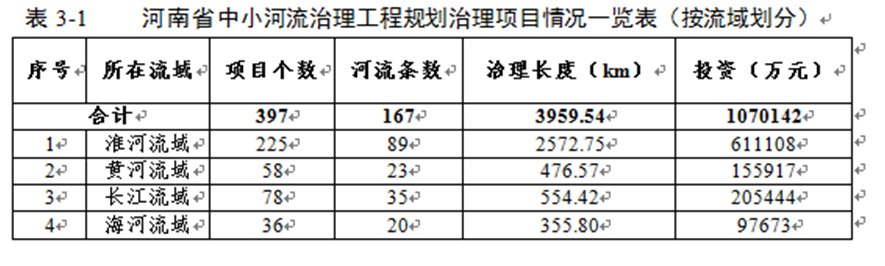 表 3-1 河南省中小河流治理工程规划治理项目情况一览表（按流域划分）
序号 所在流域 项目个数 河流条数 治理长度（km） 投资（万元）
合计 397 167 3959.54 1070142
1 淮河流域 225 89 2572.75 611108
2 黄河流域 58 23 476.57 155917
3 长江流域 78 35 554.42 205444
4 海河流域 36 20 355.80 97673